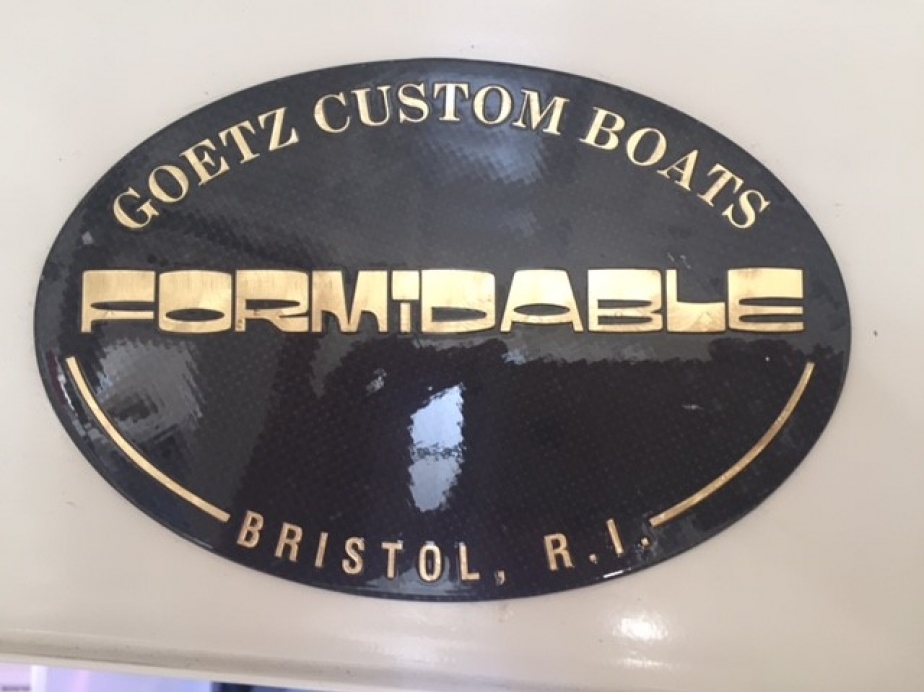 GOETZ CUSTOM BOATS
FORMiDABLE
BRISTOL, R.I.